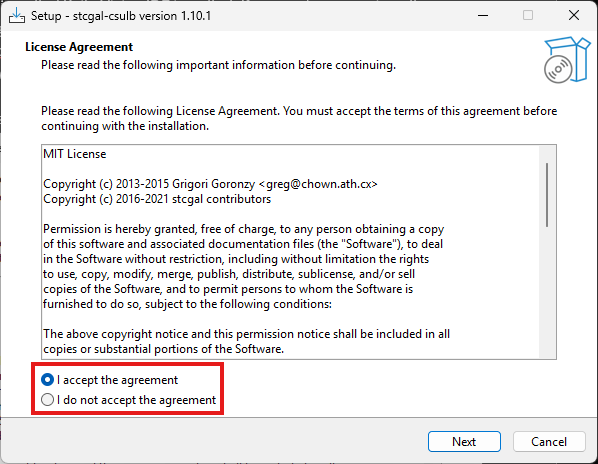 Setup - stcgal-csulb version 1.10.1
License Agreement
Please read the following important information before continuing.
Please read the following License Agreement. You must accept the terms of this agreement before
continuing with the installation.
MIT License
Copyright (c) 2013-2015 Grigori Goronzy <greg@chown.ath.cx>
Copyright (c) 2016-2021 stcgal contributors
Permission is hereby granted, free of charge, to any person obtaining a copy
of this software and associated documentation files (the "Software"), to deal
in the Software without restriction, including without limitation the rights
to use, copy, modify, merge, publish, distribute, sublicense, and/or sell
copies of the Software, and to permit persons to whom the Software is
furnished to do so, subject to the following conditions:
The above copyright notice and this permission notice shall be included in all
copies or substantial portions of the Software.
I accept the agreement
I do not accept the agreement
Next
Cancel